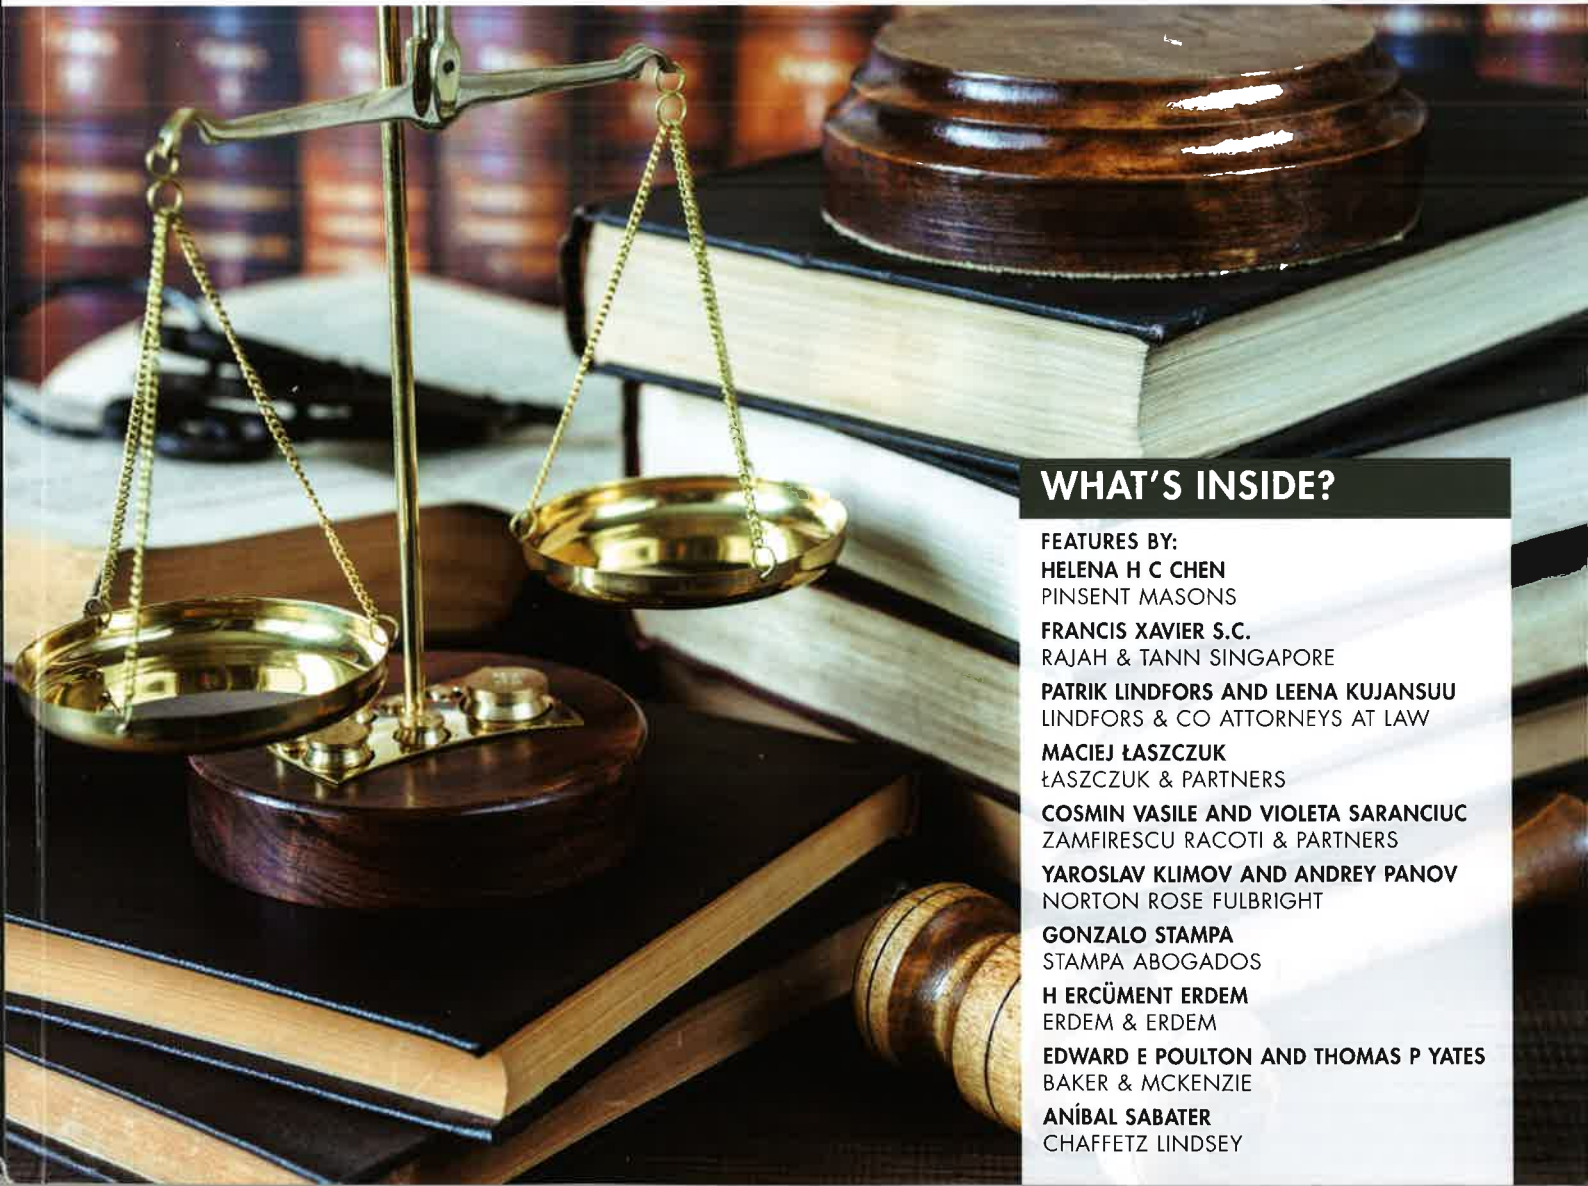 WHAT'S INSIDE?
FEATURES BY:
HELENA H C CHEN
PINSENT MASONS
FRANCIS XAVIER S.C.
RAJAH & TANN SINGAPORE
PATRIK LINDFORS AND LEENA KUJANSUU
LINDFORS & CO ATTORNEYS AT LAW
MACIEJ ŁASZCZUK
ŁASZCZUK & PARTNERS
COSMIN VASILE AND VIOLETA SARANCIUC
ZAMFIRESCU RACOTI & PARTNERS
YAROSLAV KLIMOV AND ANDREY PANOV
NORTON ROSE FULBRIGHT
GONZALO STAMPA
STAMPA ABOGADOS
H ERCÜMENT ERDEM
ERDEM & ERDEM
EDWARD E POULTON AND THOMAS P YATES
BAKER & MCKENZIE
ANÍBAL SABATER
CHAFFETZ LINDSEY